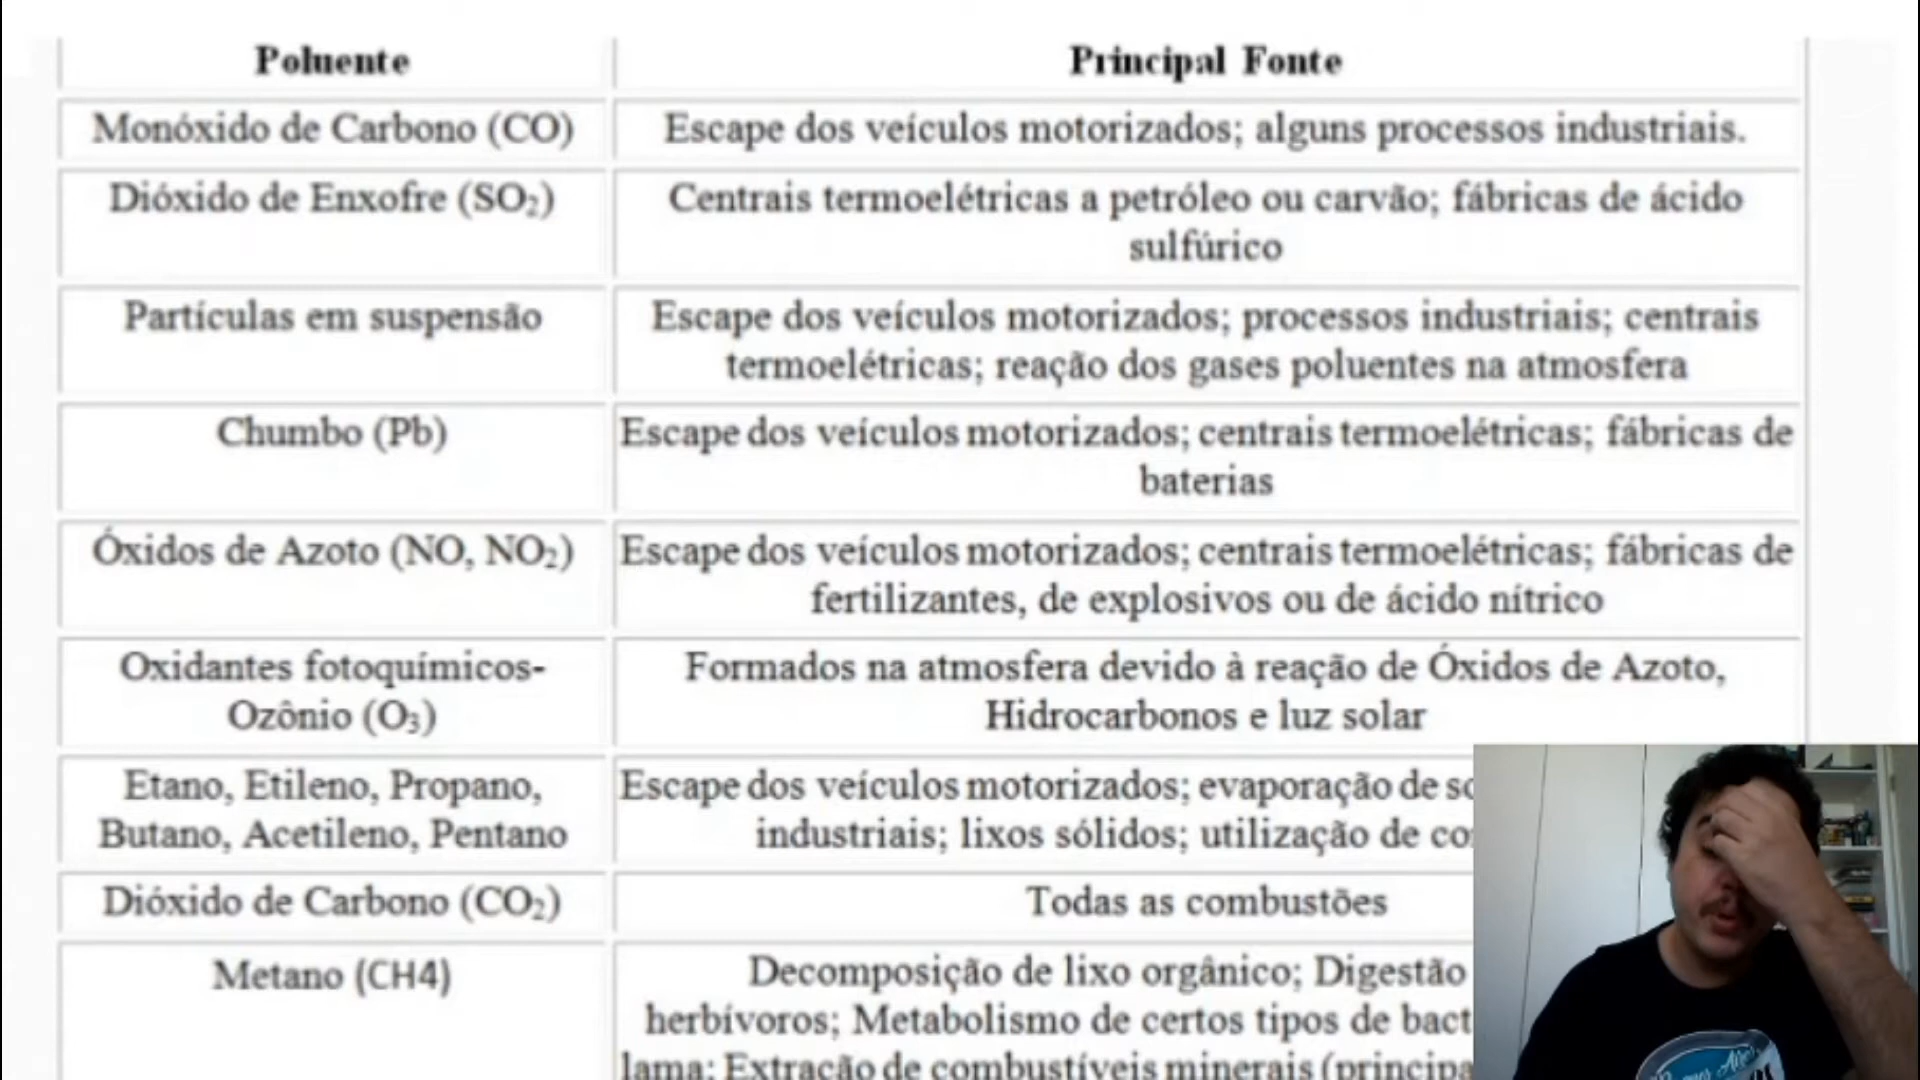 Poluente
Principal Fonte
Monóxido de Carbono (CO)
Escape dos veículos motorizados; alguns processos industriais.
Dióxido de Enxofre (SO₂)
Centrais termoelétricas a petróleo ou carvão; fábricas de ácido
sulfúrico
Partículas em suspensão
Escape dos veículos motorizados; processos industriais; centrais
termoelétricas; reação dos gases poluentes na atmosfera
Chumbo (Pb)
Escape dos veículos motorizados; centrais termoelétricas; fábricas de
baterias
Óxidos de Azoto (NO, NO₂)
Escape dos veículos motorizados; centrais termoelétricas; fábricas de
fertilizantes, de explosivos ou de ácido nítrico
Oxidantes fotoquímicos-
Ozônio (O₃)
Formados na atmosfera devido à reação de Óxidos de Azoto,
Hidrocarbonos e luz solar
Etano, Etileno, Propano,
Butano, Acetileno, Pentano
Escape dos veículos motorizados; evaporação de
industriais; lixos sólidos; utilização de
Dióxido de Carbono (CO₂)
Todas as combustões
Metano (CH4)
Decomposição de lixo orgânico; Digestão
herbívoros; Metabolismo de certos tipos de
lama; Extração de combustíveis minerais